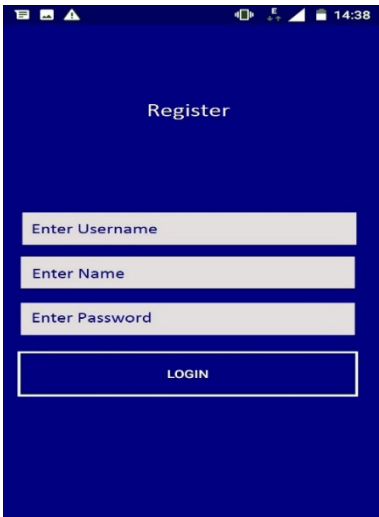 E 14:38
Register
Enter Username
Enter Name
Enter Password
LOGIN